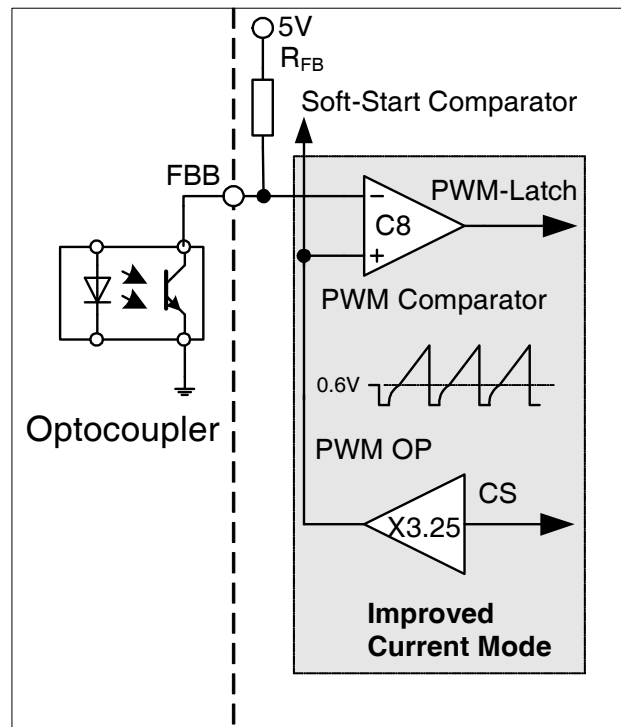 5V
RFB
Soft-Start Comparator
FBB
PWM-Latch
C8
PWM Comparator
0.6V
Optocoupler
PWM OP
CS
X3.25
Improved
Current Mode